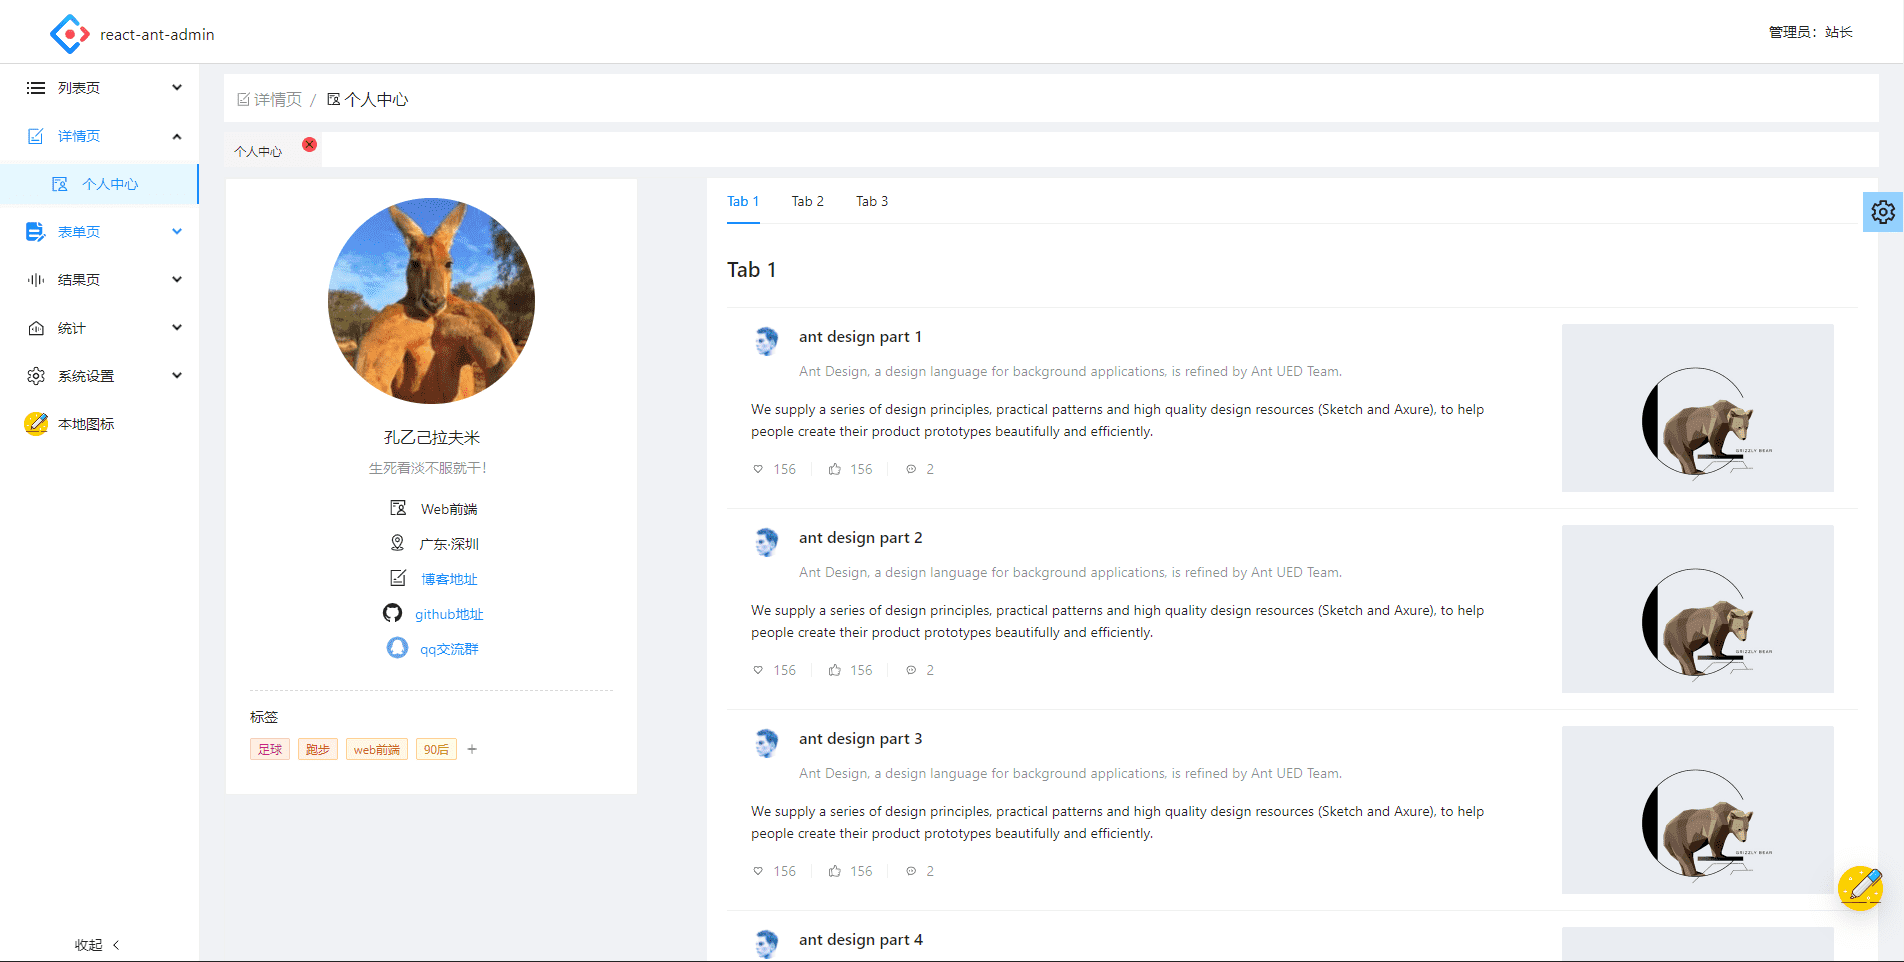 react-ant-admin
管理员：站长
列表页
详情页
个人中心
表单页
结果页
统计
系统设置
本地图标
收起
详情页 / 个人中心
个人中心
孔乙己拉夫米
生死看淡不服就干!
Web前端
广东·深圳
博客地址
github地址
qq交流群
标签
足球 跑步 web前端 90后 +
Tab 1 Tab 2 Tab 3
Tab 1
ant design part 1
Ant Design, a design language for background applications, is refined by Ant UED Team.
We supply a series of design principles, practical patterns and high quality design resources (Sketch and Axure), to help
people create their product prototypes beautifully and efficiently.
156 156 2
GRIZZLY BEAR
ant design part 2
Ant Design, a design language for background applications, is refined by Ant UED Team.
We supply a series of design principles, practical patterns and high quality design resources (Sketch and Axure), to help
people create their product prototypes beautifully and efficiently.
156 156 2
GRIZZLY BEAR
ant design part 3
Ant Design, a design language for background applications, is refined by Ant UED Team.
We supply a series of design principles, practical patterns and high quality design resources (Sketch and Axure), to help
people create their product prototypes beautifully and efficiently.
156 156 2
GRIZZLY BEAR
ant design part 4